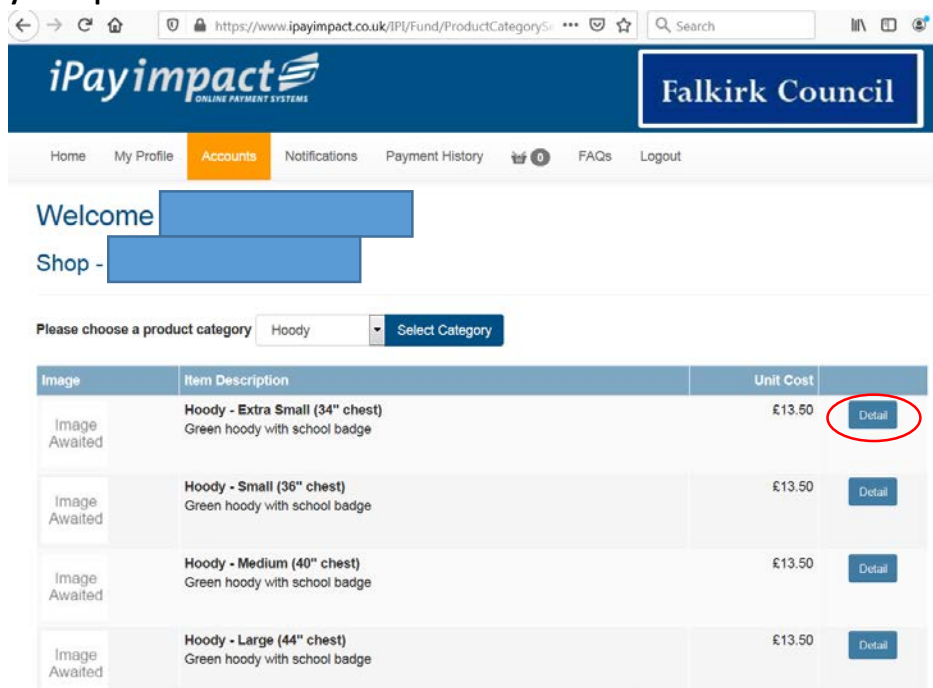 https://www.ipayimpact.co.uk/IPI/Fund/ProductCategorySe Search
iPayimpact
ONLINE PAYMENT SYSTEMS
Falkirk Council
Home My Profile Accounts Notifications Payment History 0 FAQs Logout
Welcome
Shop -
Please choose a product category Hoody Select Category
Image Item Description Unit Cost
Image Awaited
Hoody - Extra Small (34" chest) £13.50 Detail
Green hoody with school badge
Image Awaited
Hoody - Small (36" chest) £13.50 Detail
Green hoody with school badge
Image Awaited
Hoody - Medium (40" chest) £13.50 Detail
Green hoody with school badge
Image Awaited
Hoody - Large (44" chest) £13.50 Detail
Green hoody with school badge